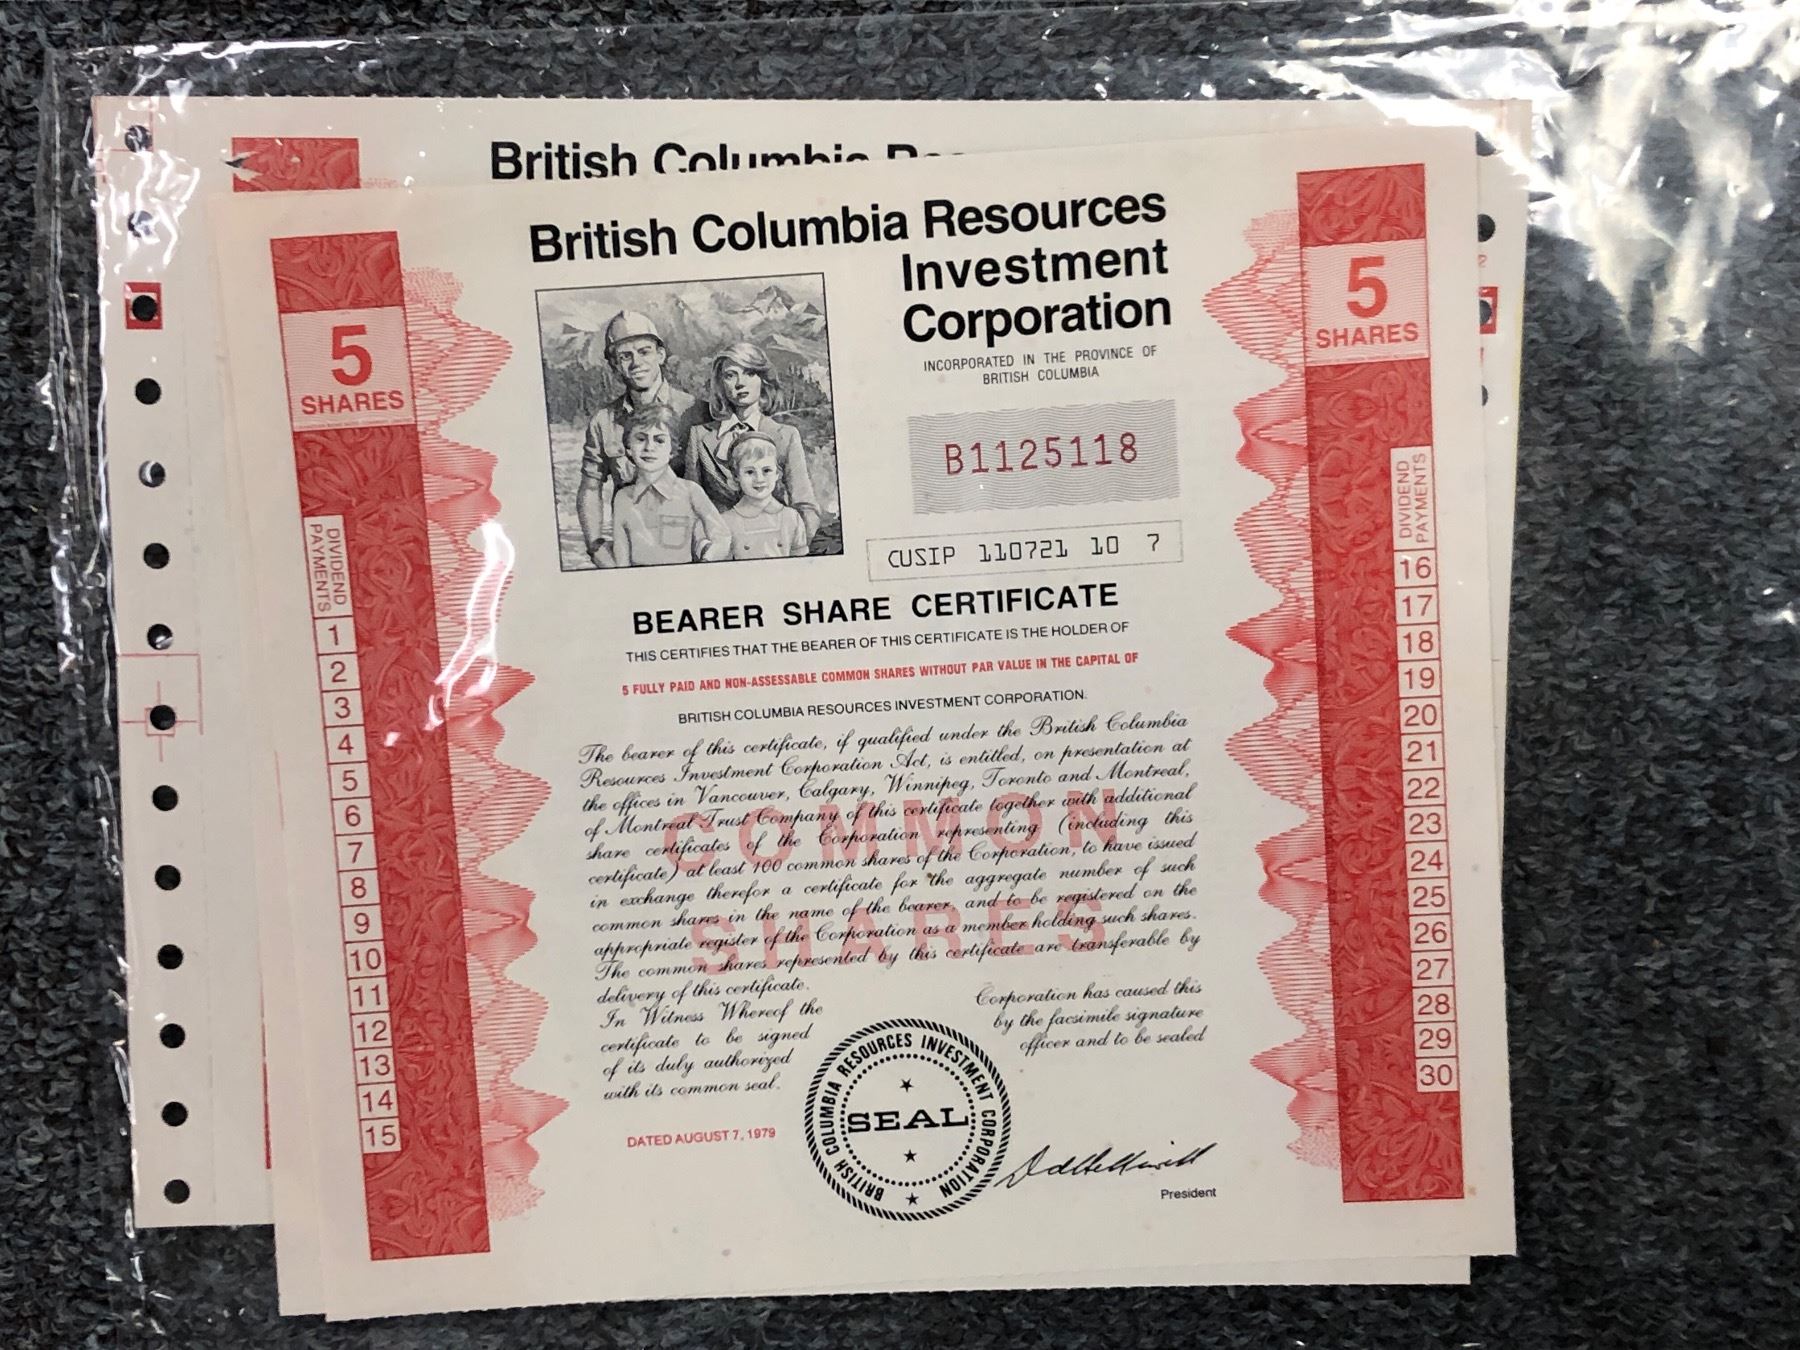 British Columbia
British Columbia Resources
Investment
Corporation
INCORPORATED IN THE PROVINCE OF
BRITISH COLUMBIA
5
SHARES
5
SHARES
B1125118
CUSIP 110721 10 7
BEARER SHARE CERTIFICATE
THIS CERTIFIES THAT THE BEARER OF THIS CERTIFICATE IS THE HOLDER OF
5 FULLY PAID AND NON-ASSESSABLE COMMON SHARES WITHOUT PAR VALUE IN THE CAPITAL OF
BRITISH COLUMBIA RESOURCES INVESTMENT CORPORATION.
The bearer of this certificate, if qualified under the British Columbia
Resources Investment Corporation Act, is entitled, on presentation at
the offices in Vancouver, Calgary, Winnipeg, Toronto and Montreal,
of Montreal Trust Company of this certificate together with additional
share certificates of the Corporation representing (including this
certificate) at least 100 common shares of the Corporation, to have issued
in exchange therefor a certificate for the aggregate number of such
common shares in the name of the bearer, and to be registered on the
appropriate register of the Corporation as a member holding such shares.
The common shares represented by this certificate are transferable by
delivery of this certificate.
COMMON
SHARES
In Witness Whereof the
certificate to be signed
of its duly authorized
with its common seal.
Corporation has caused this
by the facsimile signature
officer and to be sealed
DATED AUGUST 7, 1979
BRITISH COLUMBIA RESOURCES INVESTMENT CORPORATION
SEAL
President
DIVIDEND
PAYMENTS
1
2
3
4
5
6
7
8
9
10
11
12
13
14
15
DIVIDEND
PAYMENTS
16
17
18
19
20
21
22
23
24
25
26
27
28
29
30